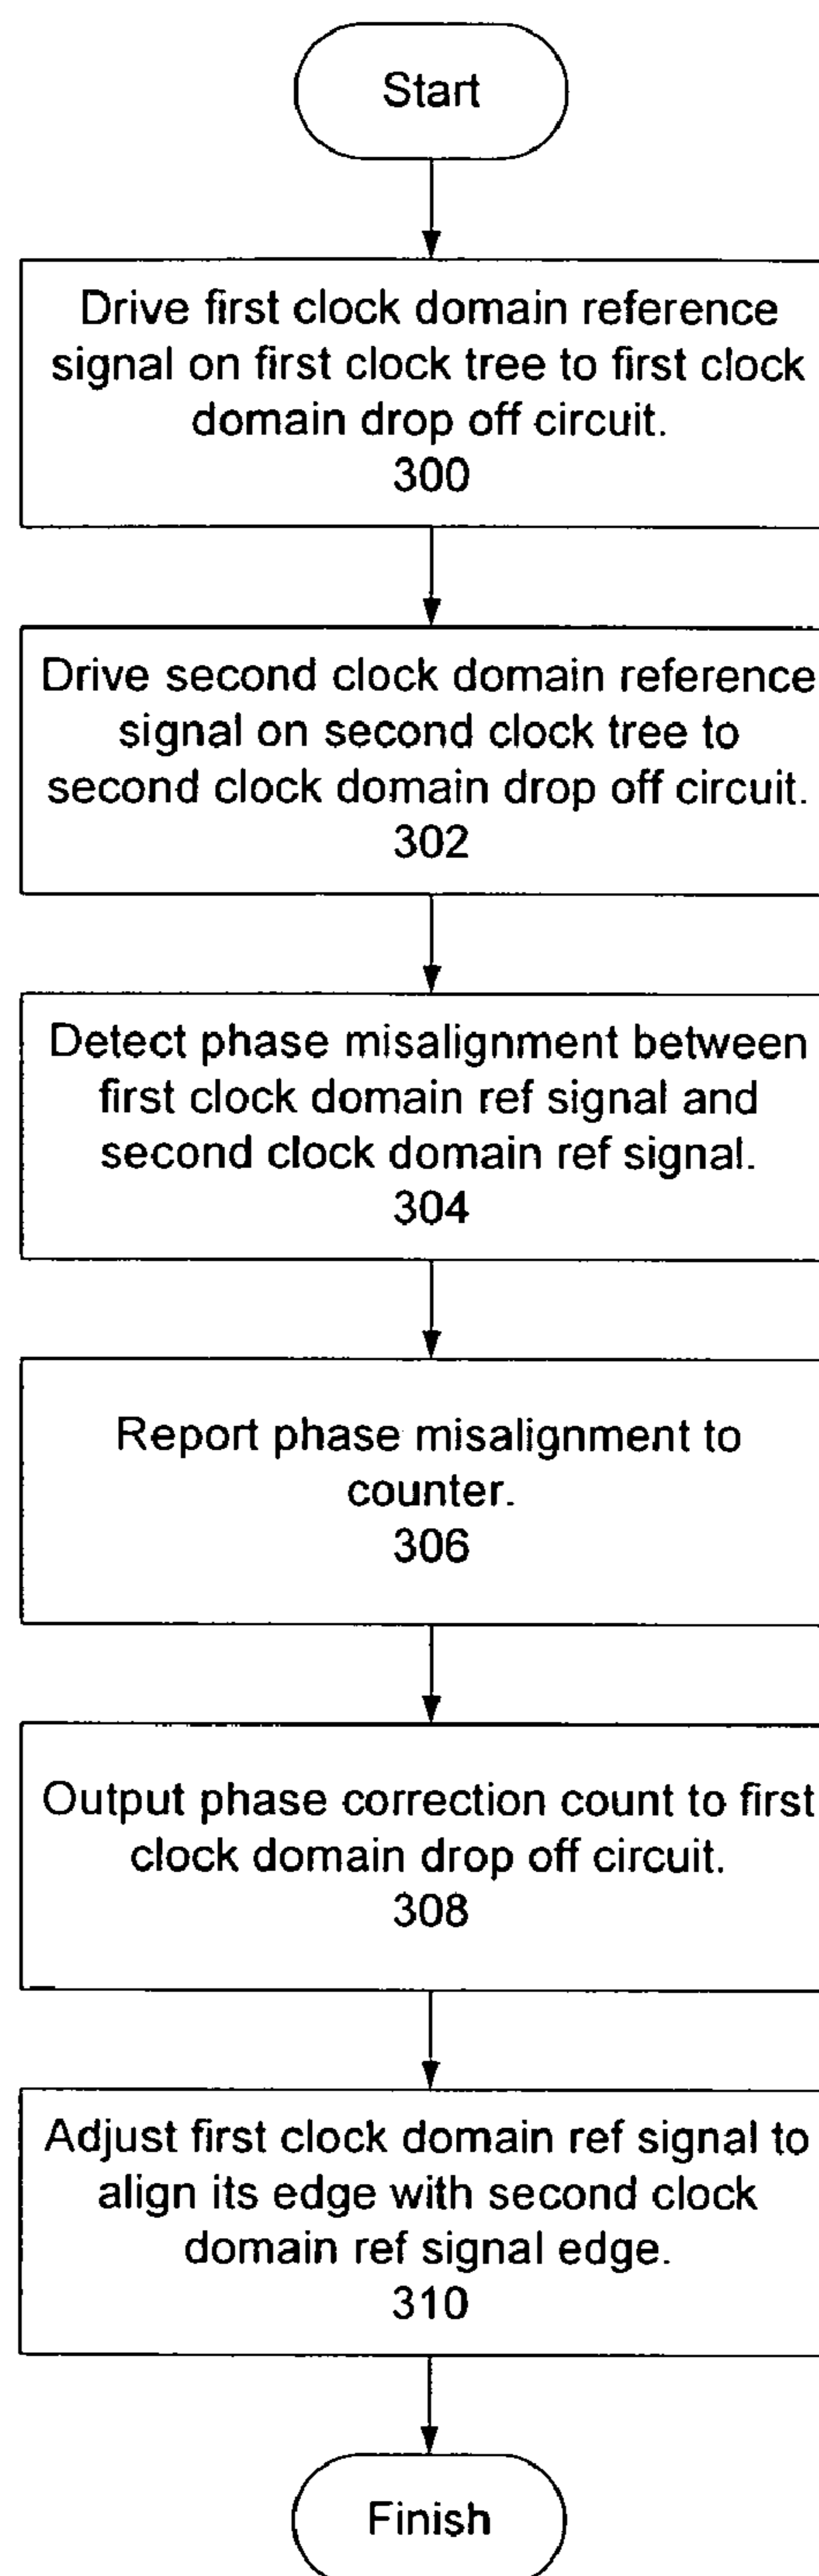 Start
Drive first clock domain reference
signal on first clock tree to first clock
domain drop off circuit.
300
Drive second clock domain reference
signal on second clock tree to
second clock domain drop off circuit.
302
Detect phase misalignment between
first clock domain ref signal and
second clock domain ref signal.
304
Report phase misalignment to
counter.
306
Output phase correction count to first
clock domain drop off circuit.
308
Adjust first clock domain ref signal to
align its edge with second clock
domain ref signal edge.
310
Finish